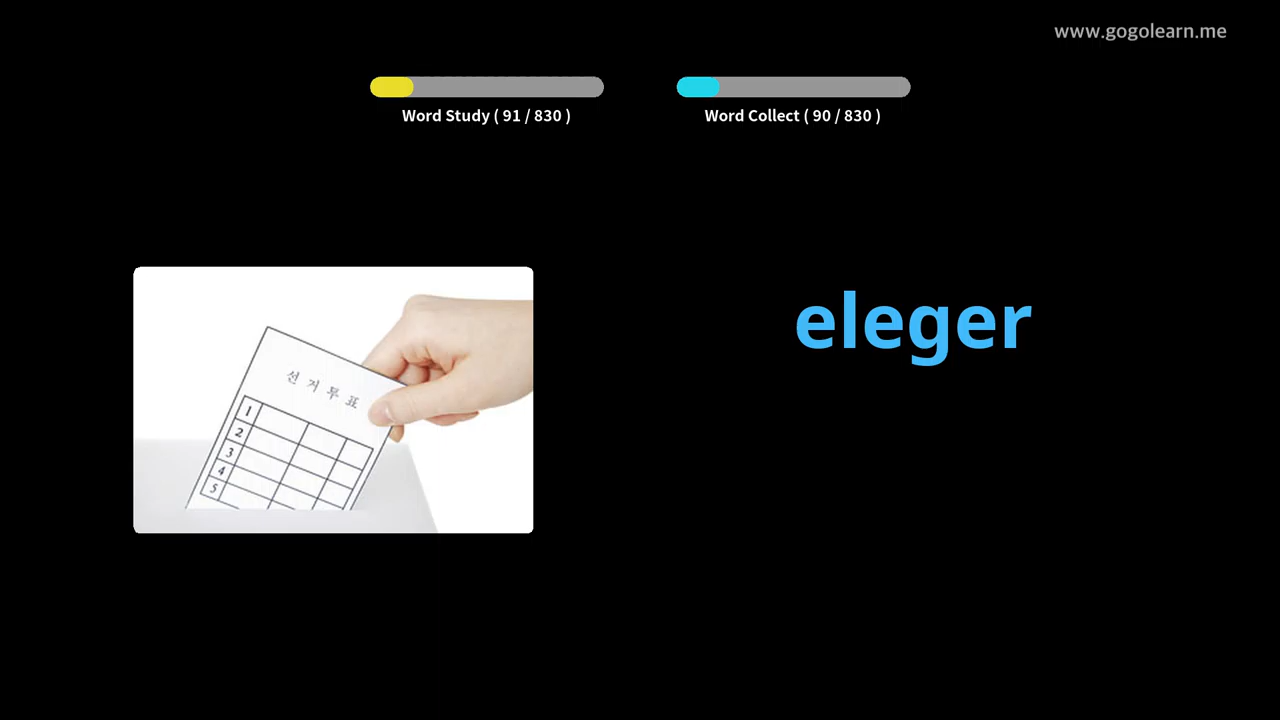 www.gogolearn.me
Word Study ( 91 / 830 )
Word Collect ( 90 / 830 )
eleger
선거투표
1
2
3
4
5